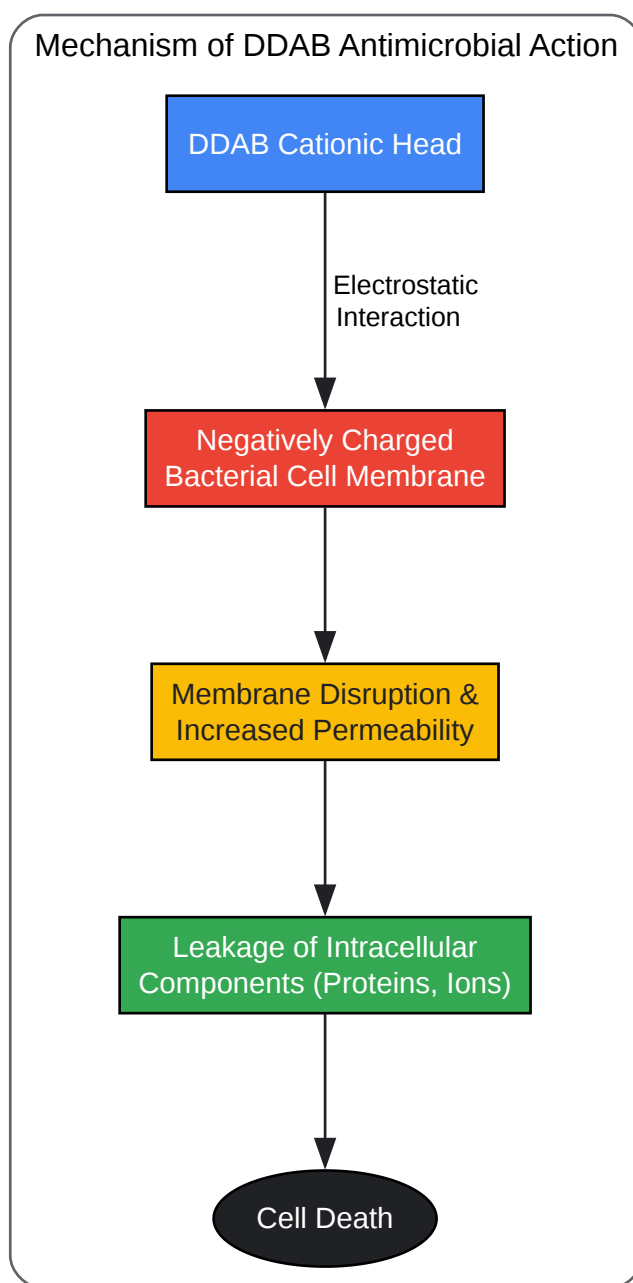 Mechanism of DDAB Antimicrobial Action
DDAB Cationic Head
Electrostatic
Interaction
Negatively Charged
Bacterial Cell Membrane
Membrane Disruption &
Increased Permeability
Leakage of Intracellular
Components (Proteins, Ions)
Cell Death